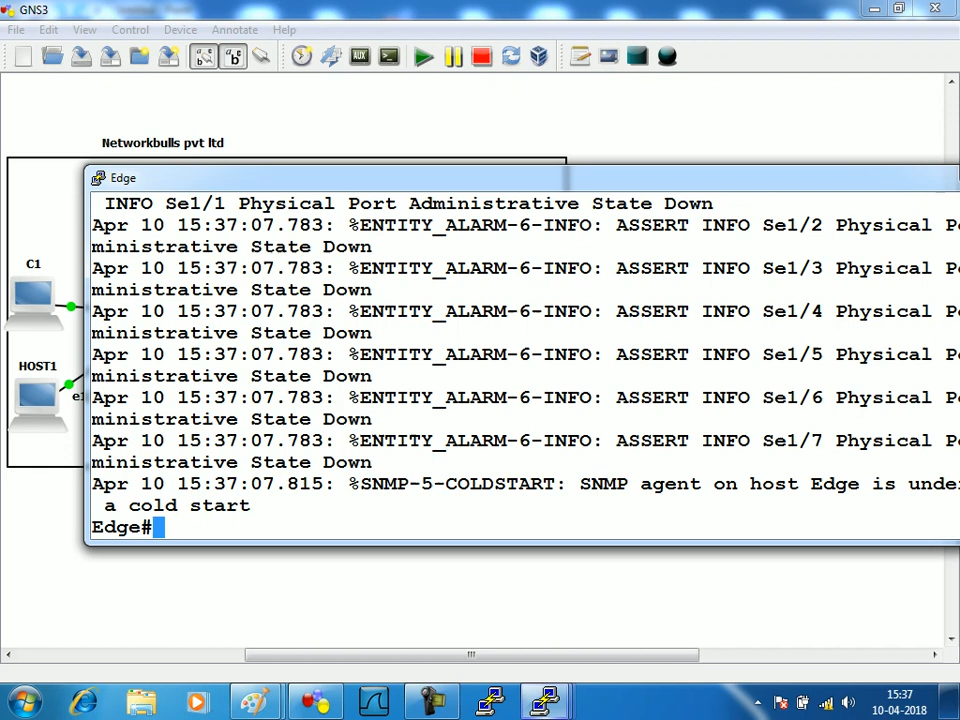 GNS3
File Edit View Control Device Annotate Help
Networkbulls pvt ltd
Edge
INFO Se1/1 Physical Port Administrative State Down
Apr 10 15:37:07.783: %ENTITY_ALARM-6-INFO: ASSERT INFO Se1/2 Physical Po
ministrative State Down
Apr 10 15:37:07.783: %ENTITY_ALARM-6-INFO: ASSERT INFO Se1/3 Physical Po
ministrative State Down
Apr 10 15:37:07.783: %ENTITY_ALARM-6-INFO: ASSERT INFO Se1/4 Physical Po
ministrative State Down
Apr 10 15:37:07.783: %ENTITY_ALARM-6-INFO: ASSERT INFO Se1/5 Physical Po
ministrative State Down
Apr 10 15:37:07.783: %ENTITY_ALARM-6-INFO: ASSERT INFO Se1/6 Physical Po
ministrative State Down
Apr 10 15:37:07.783: %ENTITY_ALARM-6-INFO: ASSERT INFO Se1/7 Physical Po
ministrative State Down
Apr 10 15:37:07.815: %SNMP-5-COLDSTART: SNMP agent on host Edge is unde
a cold start
Edge#
C1
HOST1
15:37
10-04-2018